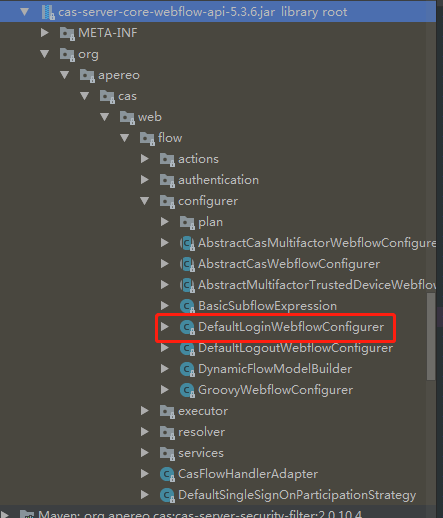 cas-server-core-webflow-api-5.3.6.jar library root
META-INF
org
apereo
cas
web
flow
actions
authentication
configurer
plan
AbstractCasMultifactorWebflowConfigure
AbstractCasWebflowConfigurer
AbstractMultifactorTrustedDeviceWebflow
BasicSubflowExpression
DefaultLoginWebflowConfigurer
DefaultLogoutWebflowConfigurer
DynamicFlowModelBuilder
GroovyWebflowConfigurer
executor
resolver
services
CasFlowHandlerAdapter
DefaultSingleSignOnParticipationStrategy
Maven: org.apereo.cas:cas-server-security-filter:2.0.10.4